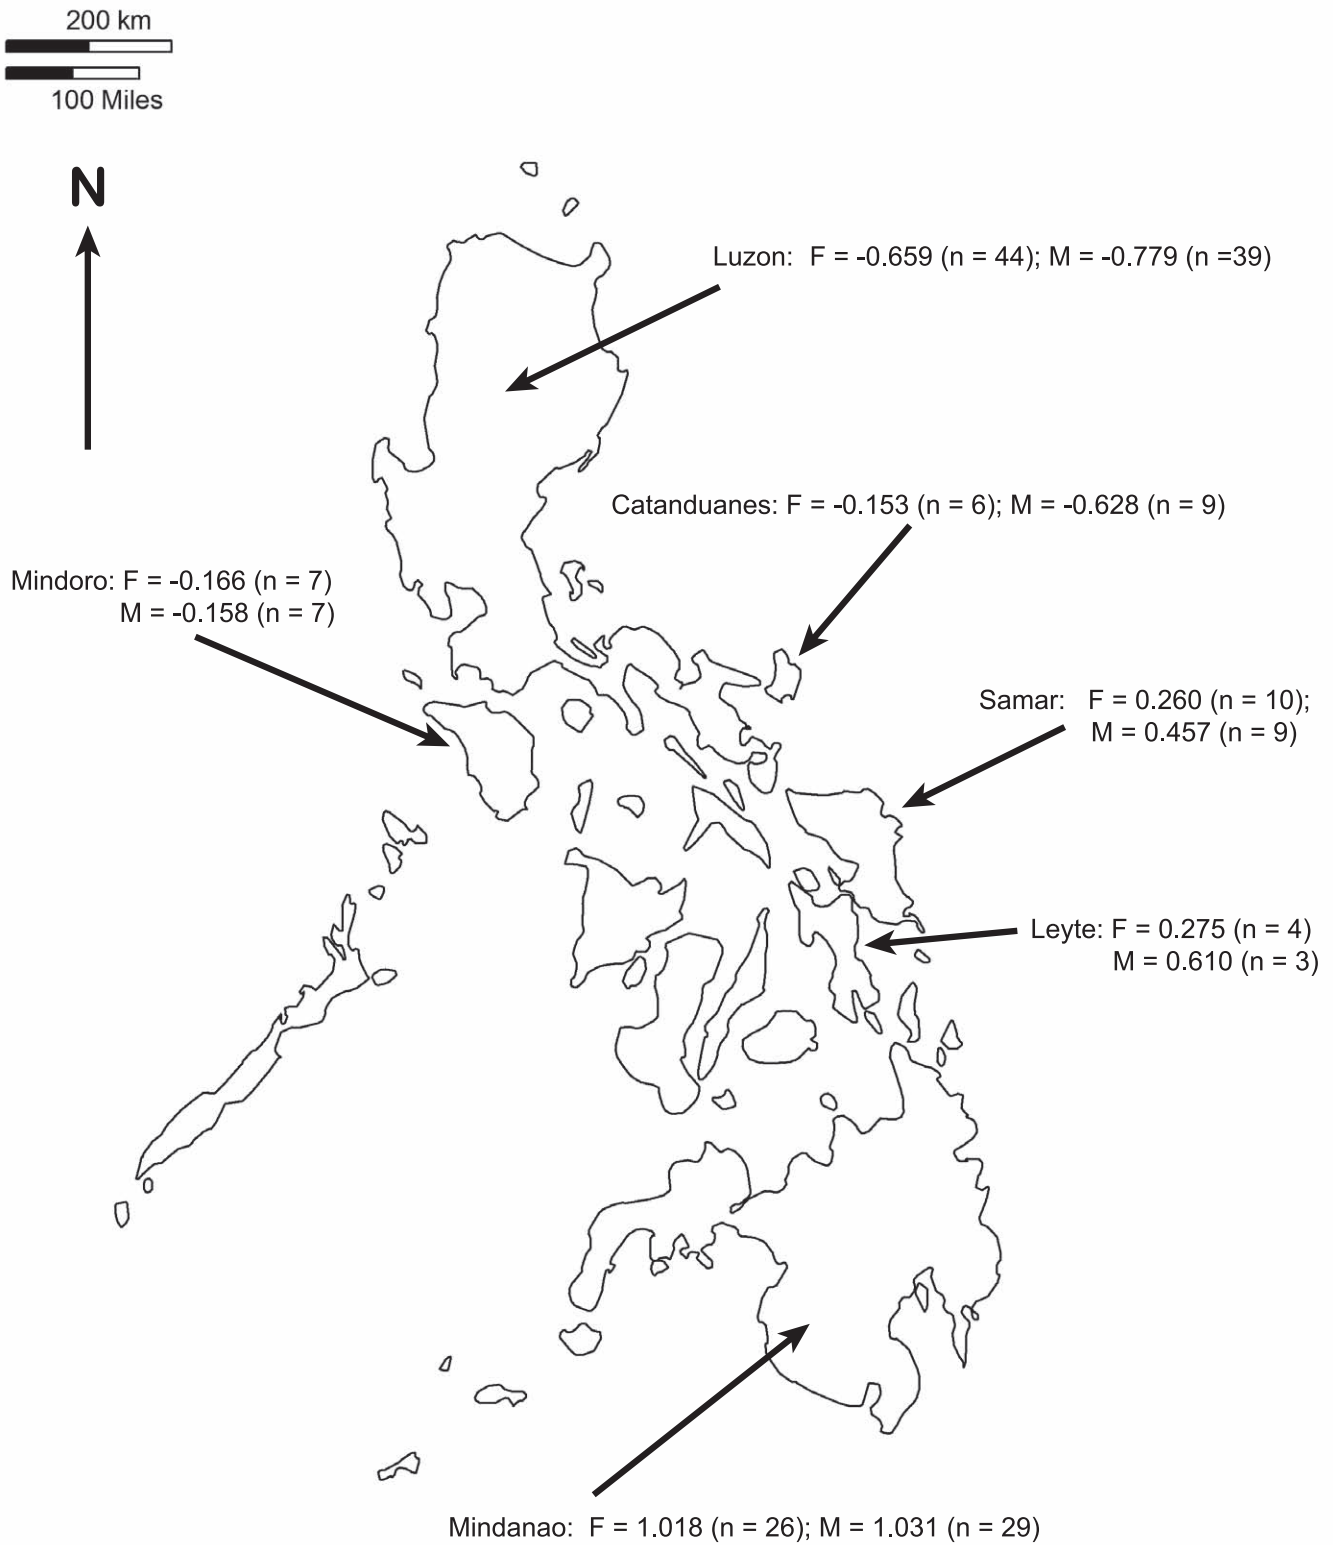 200 km
100 Miles
N
Luzon: F = -0.659 (n = 44); M = -0.779 (n =39)
Catanduanes: F = -0.153 (n = 6); M = -0.628 (n = 9)
Mindoro: F = -0.166 (n = 7)
M = -0.158 (n = 7)
Samar: F = 0.260 (n = 10);
M = 0.457 (n = 9)
Leyte: F = 0.275 (n = 4)
M = 0.610 (n = 3)
Mindanao: F = 1.018 (n = 26); M = 1.031 (n = 29)